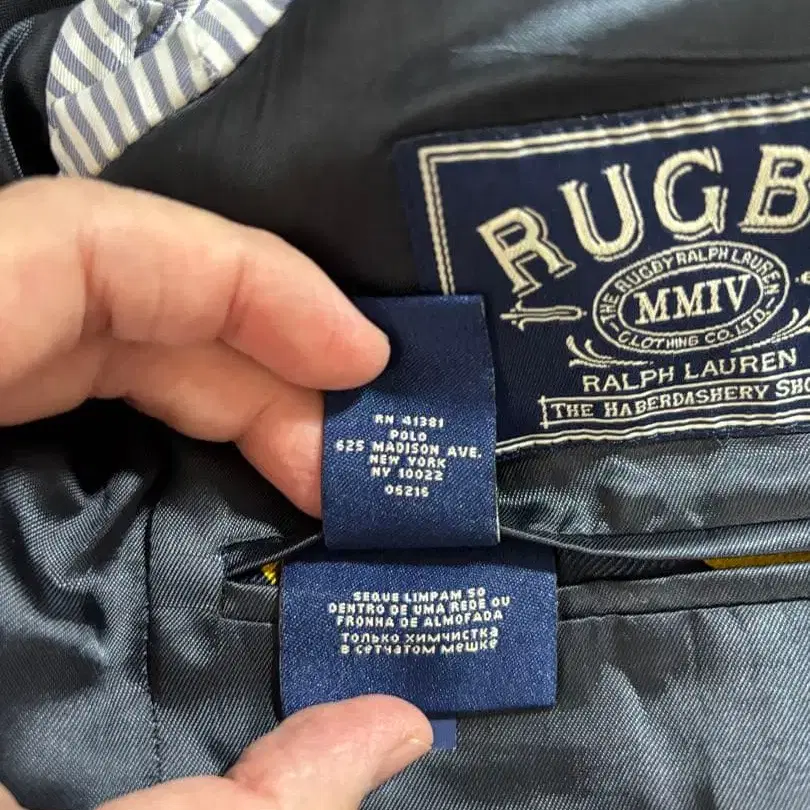 RUGB
THE RUGBY RALPH LAUREN
MMIV
CLOTHING CO. LTD.
RALPH LAUREN
THE HABERDASHERY SHO
RN 41381
POLO
625 MADISON AVE.
NEW YORK
NY 10022
06216
SEQUE LIMPAM SO
DENTRO DE UMA REDE OU
FRONHA DE ALMOFADA
ТОЛЬКО ХИМЧИСТКА
В СЕТЧАТОМ МЕШКЕ